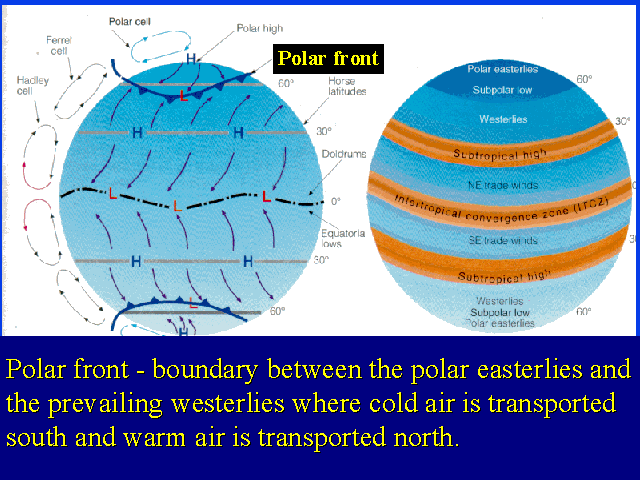 Polar cell
Polar high
Ferrel
cell
H
Polar front
Hadley
cell
60°
L
Horse
latitudes
H
H
30°
Doldrums
L
L
L
0°
Equatoria
lows
H
H
30°
L
60°
H
Polar easterlies
60°
Subpolar low
Westerlies
30°
Subtropical high
NE trade winds
Intertropical convergence zone (ITCZ)
0
SE trade winds
3
Subtropical high
Westerlies
Subpolar low
60°
Polar easterlies
Polar front - boundary between the polar easterlies and
the prevailing westerlies where cold air is transported
south and warm air is transported north.